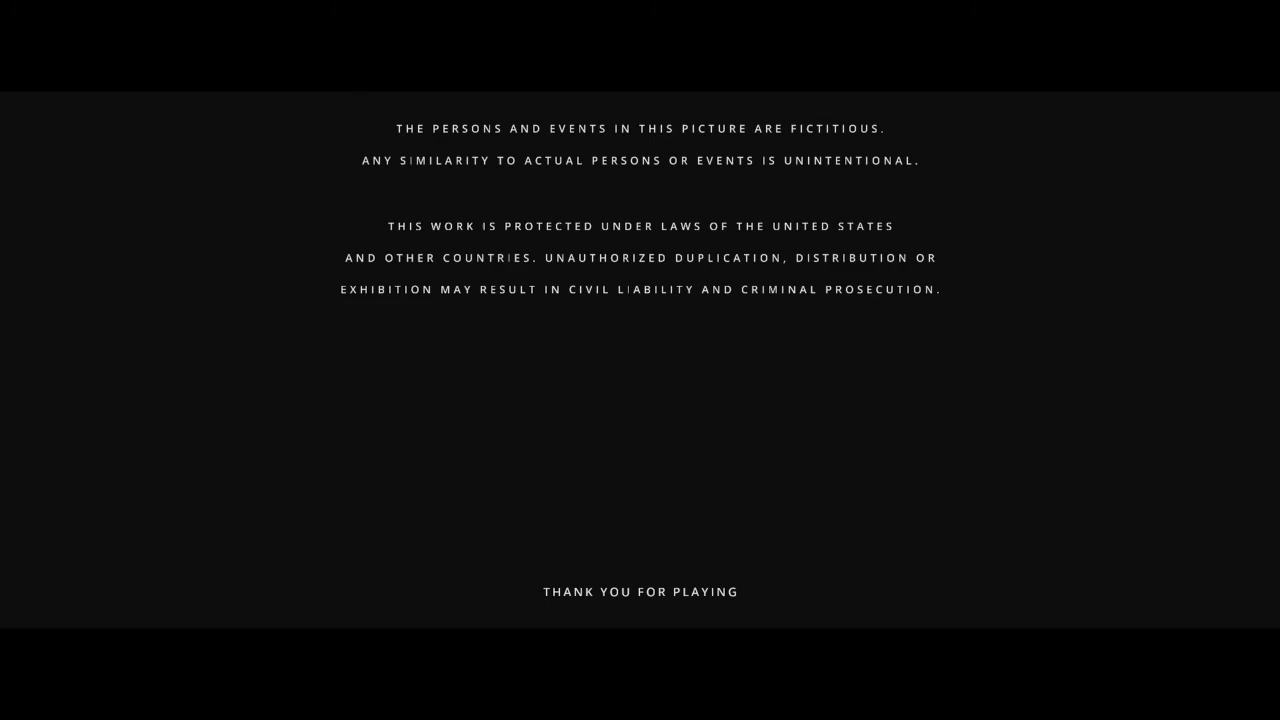 THE PERSONS AND EVENTS IN THIS PICTURE ARE FICTITIOUS.
ANY SIMILARITY TO ACTUAL PERSONS OR EVENTS IS UNINTENTIONAL.
THIS WORK IS PROTECTED UNDER LAWS OF THE UNITED STATES
AND OTHER COUNTRIES. UNAUTHORIZED DUPLICATION, DISTRIBUTION OR
EXHIBITION MAY RESULT IN CIVIL LIABILITY AND CRIMINAL PROSECUTION.
THANK YOU FOR PLAYING